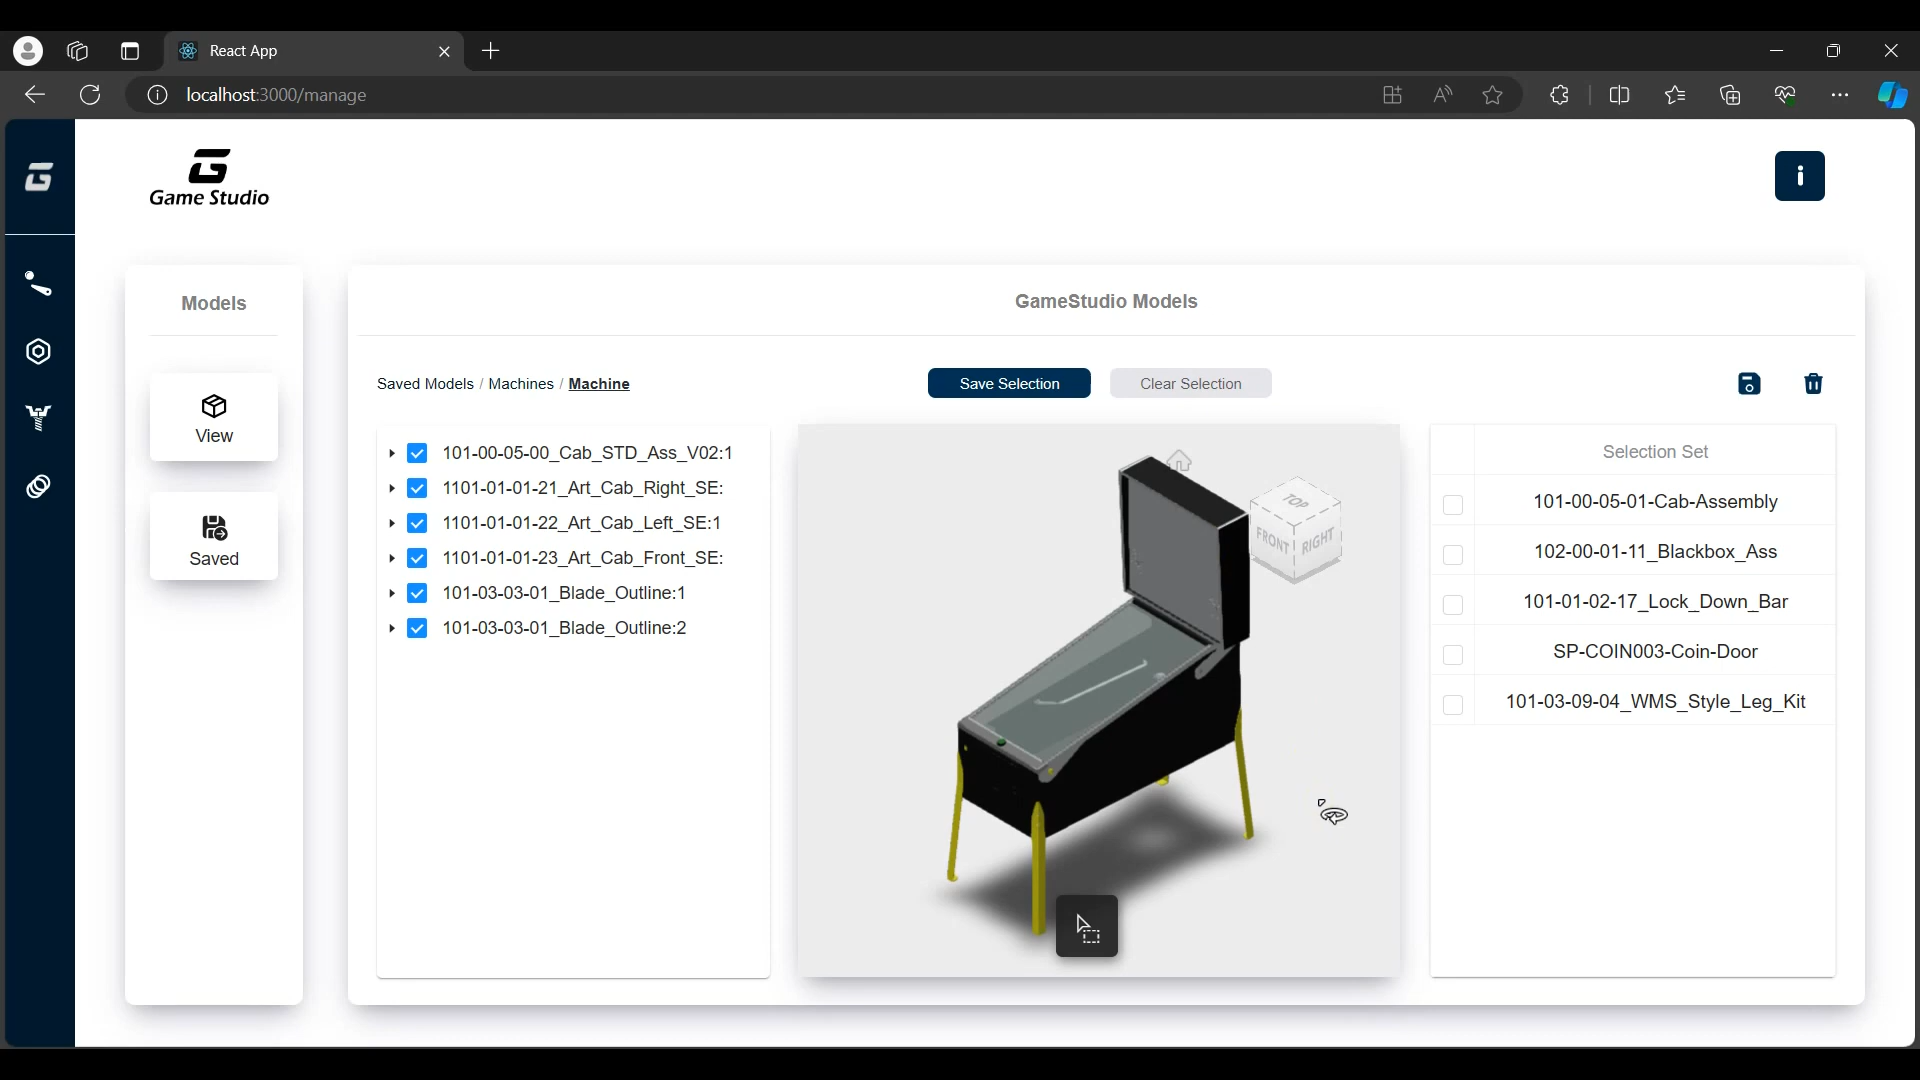 React App
localhost:3000/manage
Game Studio
i
Models
GameStudio Models
View
Saved
Saved Models / Machines / Machine
Save Selection
Clear Selection
101-00-05-00_Cab_STD_Ass_V02:1
1101-01-01-21_Art_Cab_Right_SE:
1101-01-01-22_Art_Cab_Left_SE:1
1101-01-01-23_Art_Cab_Front_SE:
101-03-03-01_Blade_Outline:1
101-03-03-01_Blade_Outline:2
TOP
FRONT
RIGHT
Selection Set
101-00-05-01-Cab-Assembly
102-00-01-11_Blackbox_Ass
101-01-02-17_Lock_Down_Bar
SP-COIN003-Coin-Door
101-03-09-04_WMS_Style_Leg_Kit